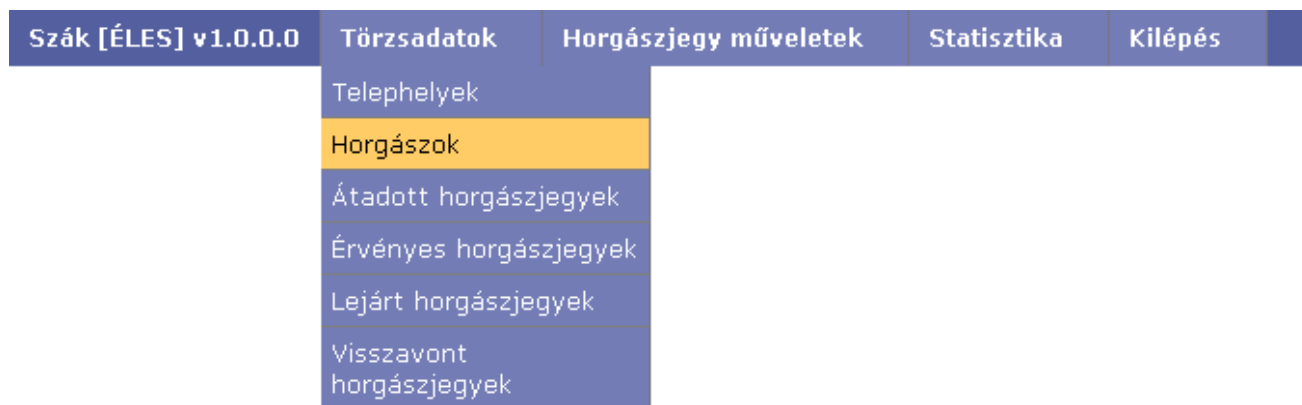 Szák [ÉLES] v1.0.0.0 Törzsadatok Horgászjegy műveletek Statisztika Kilépés
Telephelyek
Horgászok
Átadott horgászjegyek
Érvényes horgászjegyek
Lejárt horgászjegyek
Visszavont
horgászjegyek